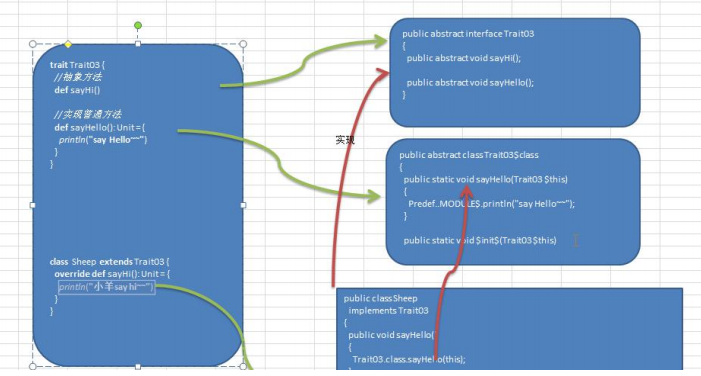 trait Trait03 {
//抽象方法
def sayHi()
//实现普通方法
def sayHello(): Unit = {
println("say Hello~~")
}
}
class Sheep extends Trait03 {
override def sayHi(): Unit = {
println("小羊say hi~~")
}
}
public abstract interface Trait03
{
public abstract void sayHi();
public abstract void sayHello();
}
实现
public abstract class Trait03$class
{
public static void sayHello(Trait03 $this)
{
Predef..MODULE$.println("say Hello~~");
}
public static void $init$(Trait03 $this)
public class Sheep
implements Trait03
{
public void sayHello(
{
Trait03.class.sayHello(this);